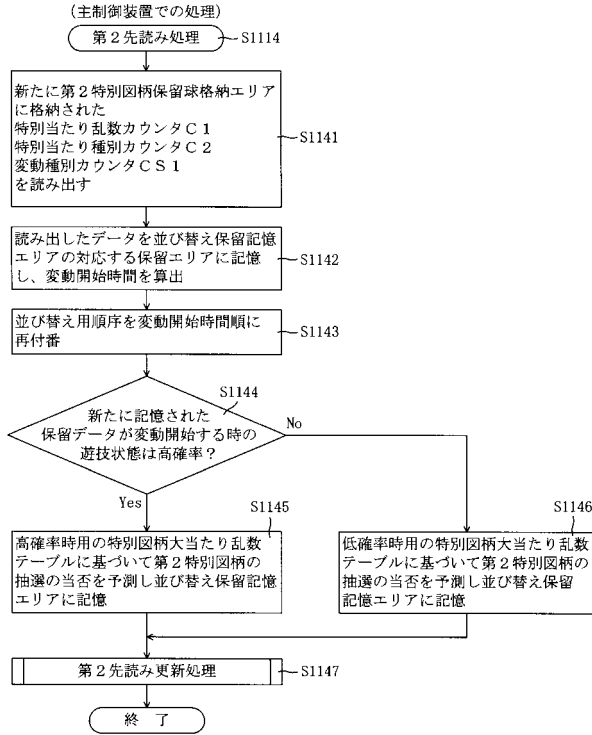 (主制御装置での処理)
第２先読み処理
S1114
新たに第２特別図柄保留球格納エリア
に格納された
特別当たり乱数カウンタＣ１
特別当たり種別カウンタＣ２
変動種別カウンタＣＳ１
を読み出す
S1141
読み出したデータを並び替え保留記憶
エリアの対応する保留エリアに記憶
し、変動開始時間を算出
S1142
並び替え用順序を変動開始時間順に
再付番
S1143
S1144
新たに記憶された
保留データが変動開始する時の
遊技状態は高確率？
No
Yes
S1145
高確率時用の特別図柄大当たり乱数
テーブルに基づいて第２特別図柄の
抽選の当否を予測し並び替え保留記憶
エリアに記憶
S1146
低確率時用の特別図柄大当たり乱数
テーブルに基づいて第２特別図柄の
抽選の当否を予測し並び替え保留
記憶エリアに記憶
第２先読み更新処理
S1147
終　了